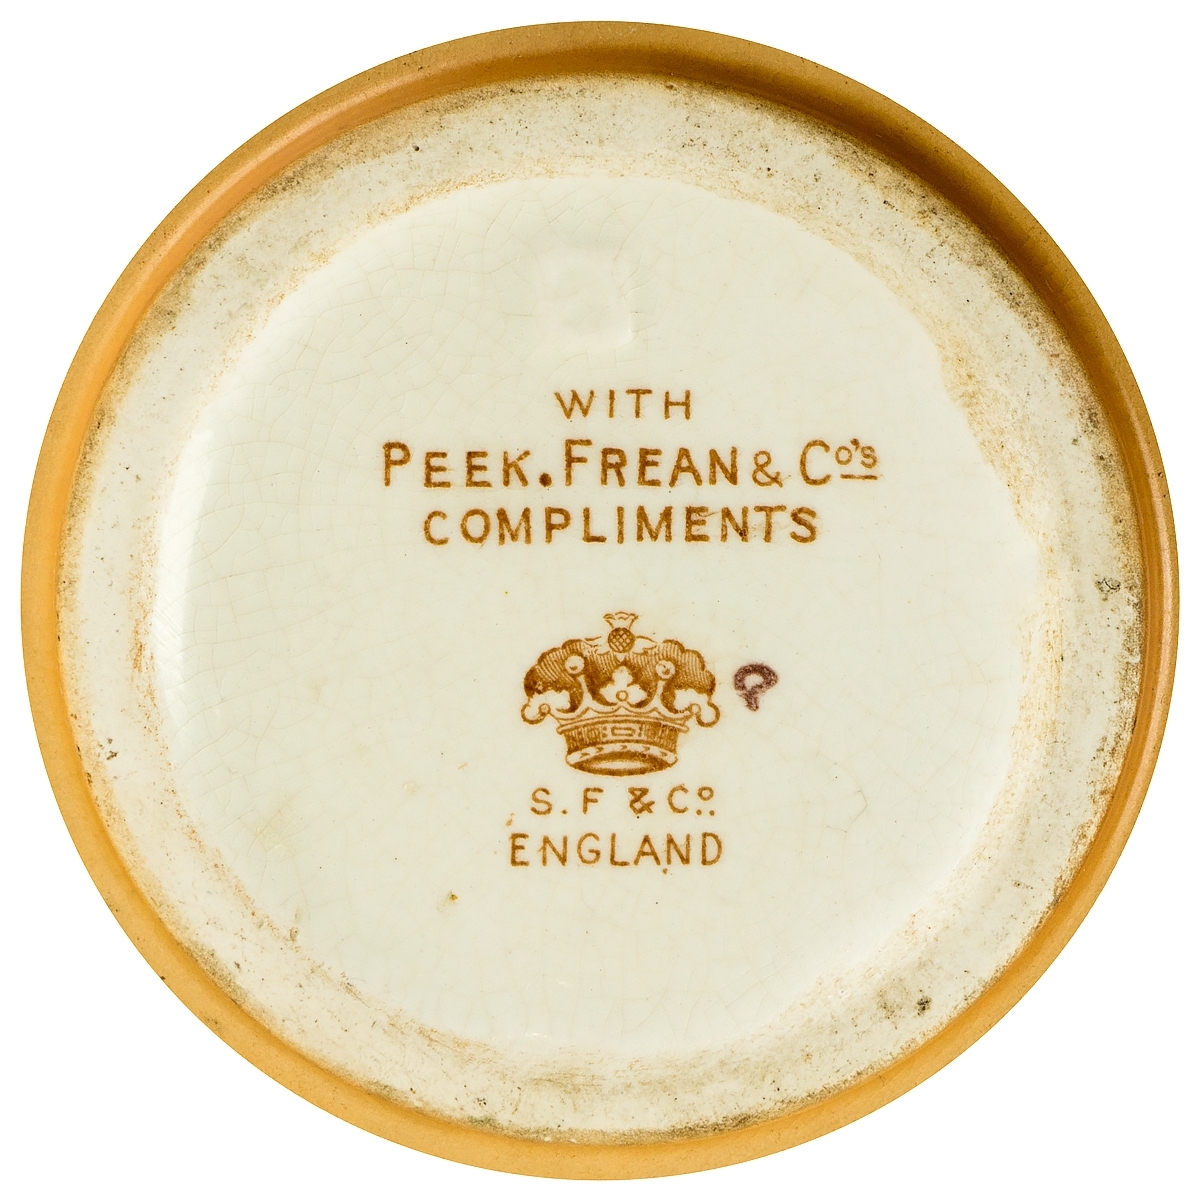 WITH
PEEK. FREAN & Co's
COMPLIMENTS
S. F & Co.
ENGLAND